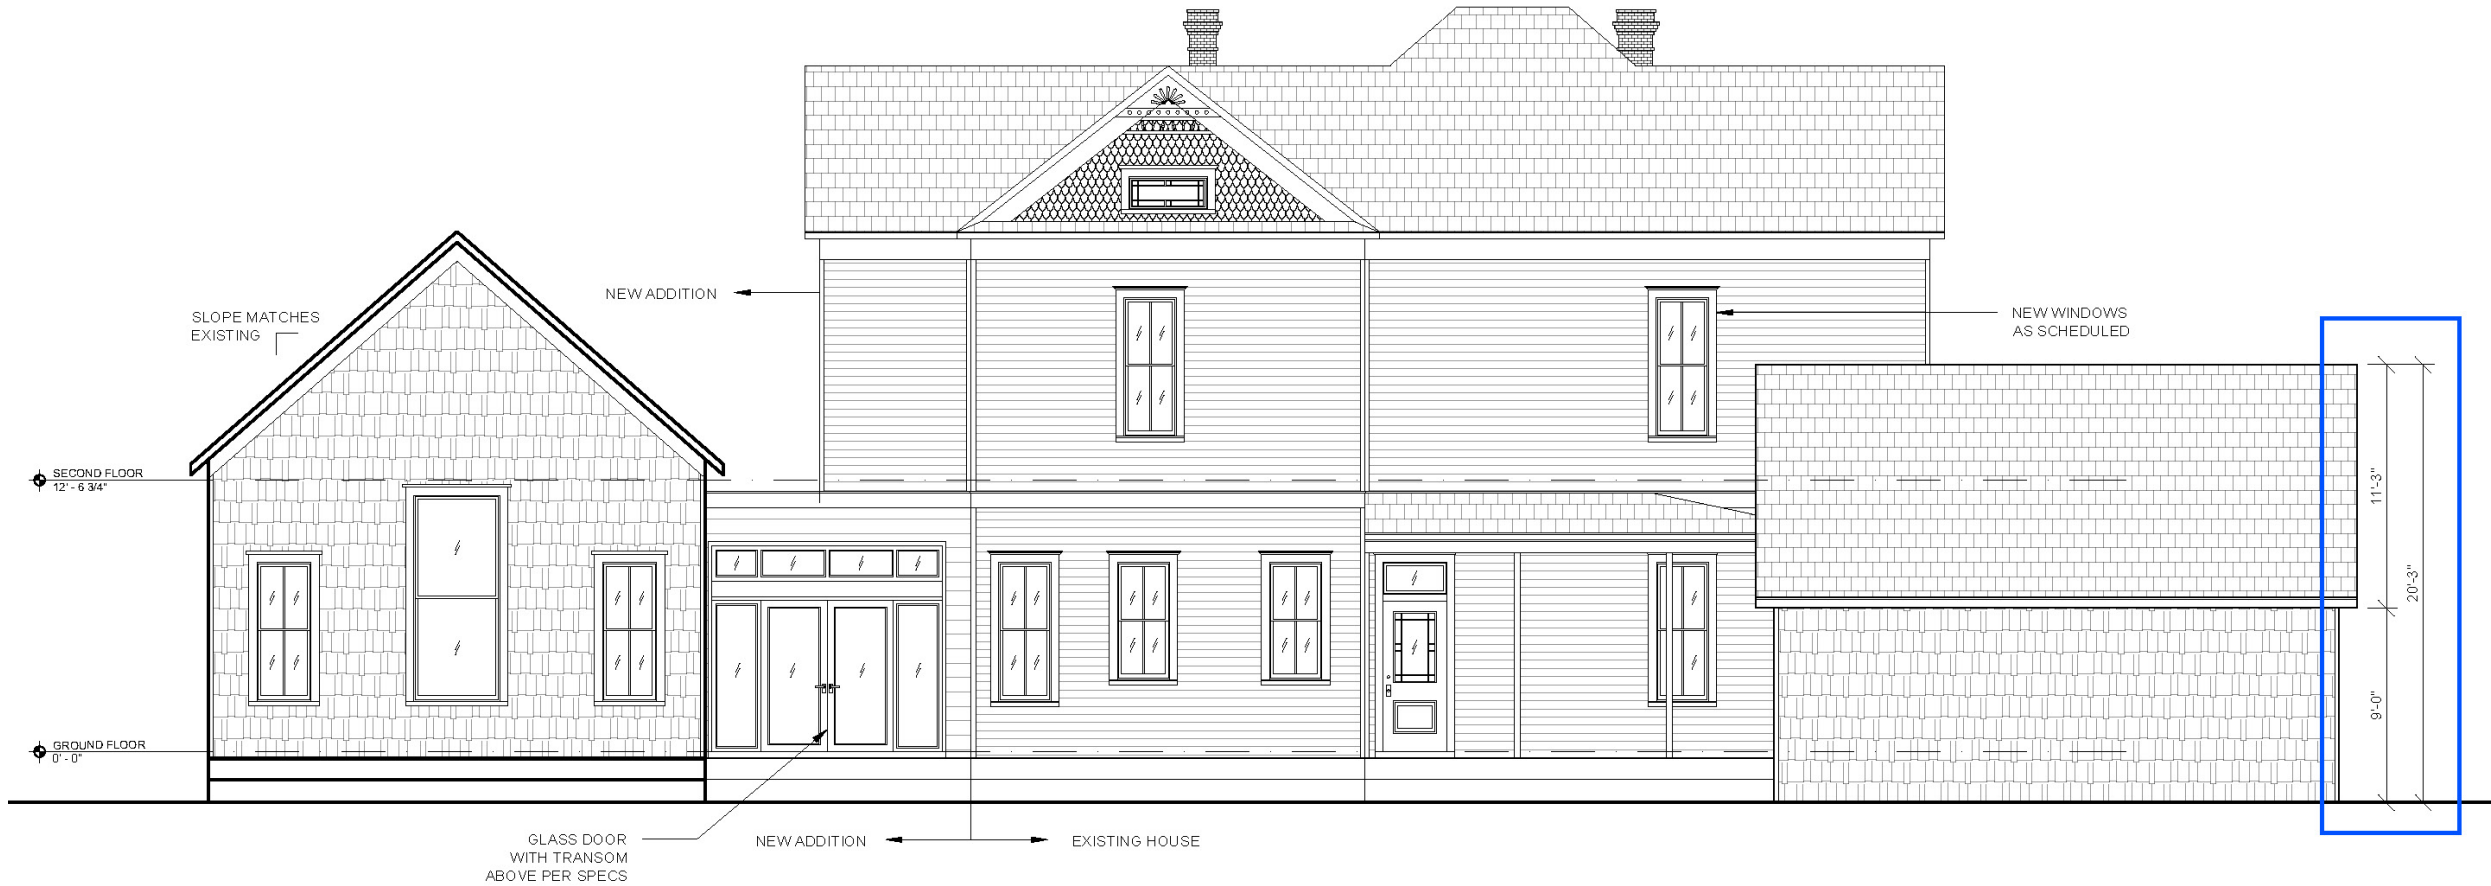 NEW ADDITION
SLOPE MATCHES
EXISTING
NEW WINDOWS
AS SCHEDULED
SECOND FLOOR
12' - 6 3/4"
11'-3"
20'-3"
9'-0"
GROUND FLOOR
0' - 0"
GLASS DOOR
WITH TRANSOM
ABOVE PER SPECS
NEW ADDITION
EXISTING HOUSE